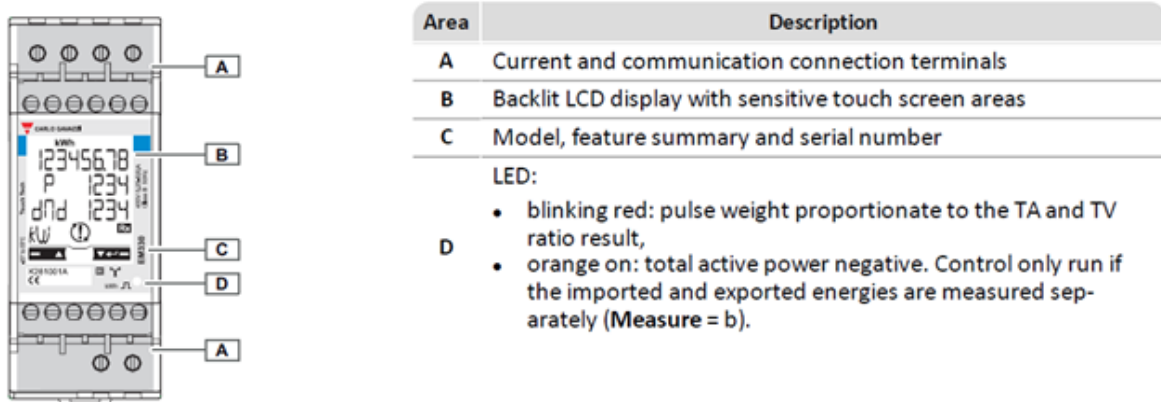 A
CARLO GAVAZZI
kWh
12345678
B
P 1234
dMd 1234
kW
EM330
C
K281001A
D
kWh
A
Area Description
A Current and communication connection terminals
B Backlit LCD display with sensitive touch screen areas
C Model, feature summary and serial number
LED:
• blinking red: pulse weight proportionate to the TA and TV
ratio result,
D
• orange on: total active power negative. Control only run if
the imported and exported energies are measured sep-
arately (Measure = b).